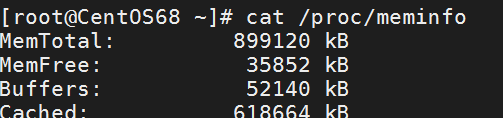 [root@CentOS68 ~]# cat /proc/meminfo
MemTotal:         899120 kB
MemFree:           35852 kB
Buffers:           52140 kB
Cached:           618664 kB